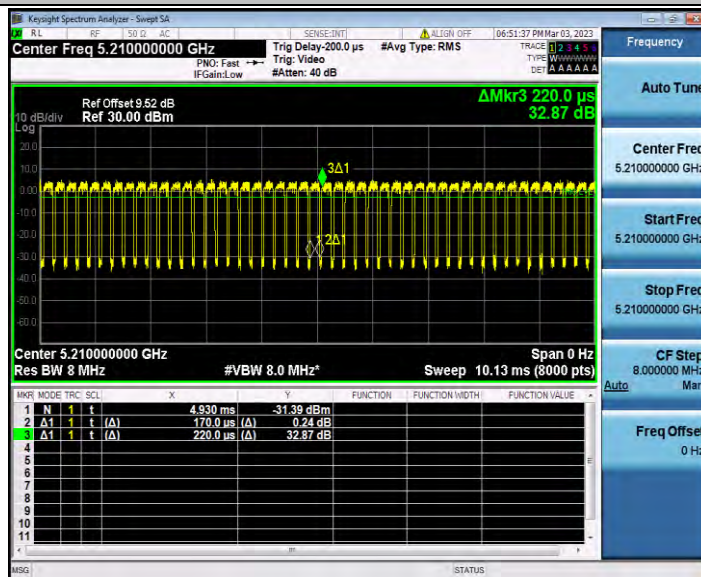 Keysight Spectrum Analyzer - Swept SA
RL RF 50 Ω AC SENSE:INT ALIGN OFF 06:51:37 PM Mar 03, 2023
Center Freq 5.210000000 GHz
PNO: Fast
IFGain:Low
Trig Delay-200.0 µs
Trig: Video
#Atten: 40 dB
#Avg Type: RMS
TRACE 1 2 3 4 5 6
TYPE WWWWWW
DET A A A A A A
ΔMkr3 220.0 µs
32.87 dB
Ref Offset 9.52 dB
10 dB/div Ref 30.00 dBm
Log
20.0
10.0
0.00
-10.0
-20.0
-30.0
-40.0
-50.0
-60.0
3Δ1
2Δ1
Center 5.210000000 GHz Span 0 Hz
Res BW 8 MHz #VBW 8.0 MHz* Sweep 10.13 ms (8000 pts)
MKR MODE TRC SCL X Y FUNCTION FUNCTION WIDTH FUNCTION VALUE
1 N 1 t 4.930 ms -31.39 dBm
2 Δ1 1 t (Δ) 170.0 µs (Δ) 0.24 dB
3 Δ1 1 t (Δ) 220.0 µs (Δ) 32.87 dB
4
5
6
7
8
9
10
11
MSG STATUS
Frequency
Auto Tune
Center Freq
5.210000000 GHz
Start Freq
5.210000000 GHz
Stop Freq
5.210000000 GHz
CF Step
8.000000 MHz
Auto Man
Freq Offset
0 Hz